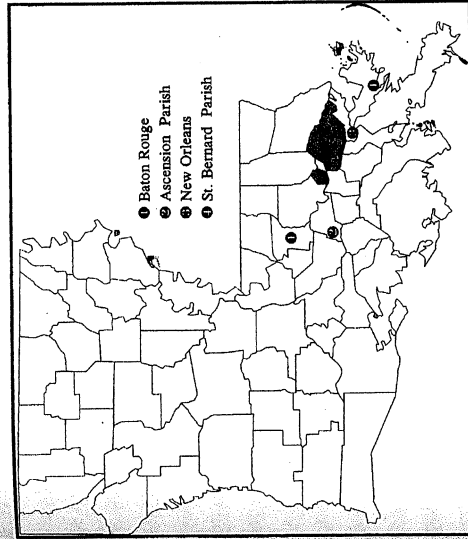 ❶ Baton Rouge
❷ Ascension Parish
❸ New Orleans
❹ St. Bernard Parish